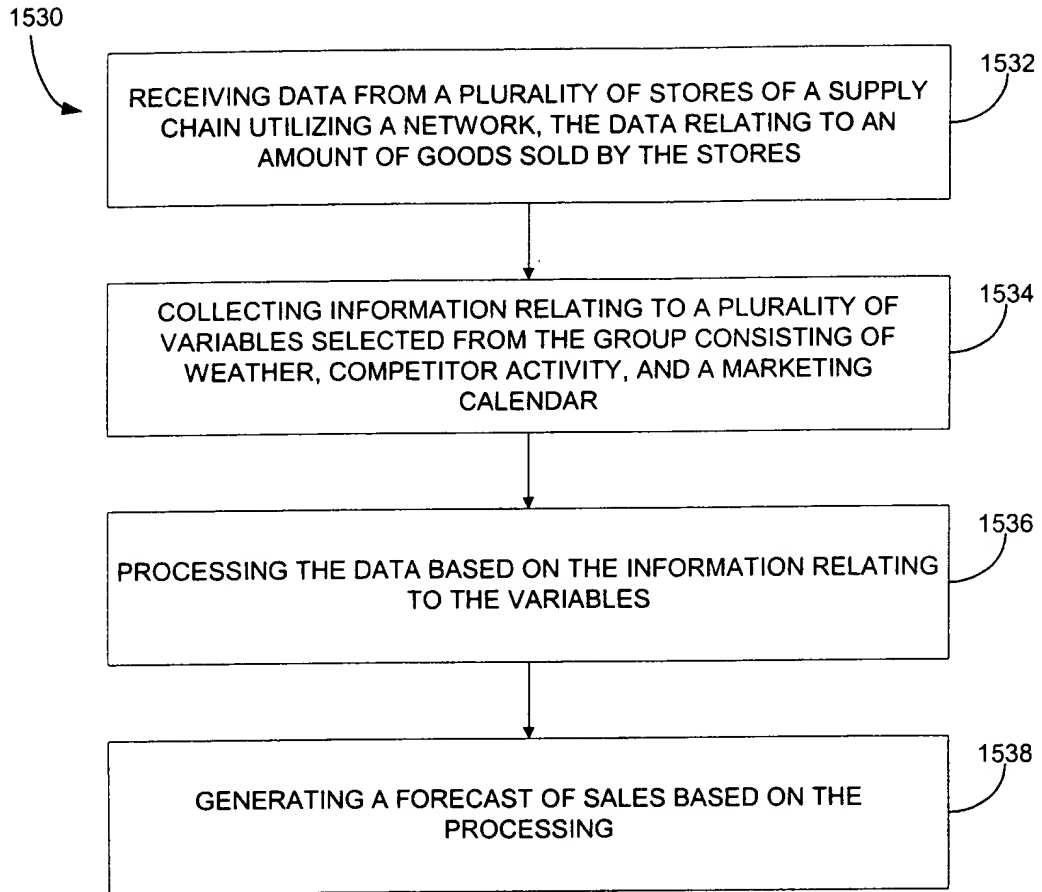 1530
1532
RECEIVING DATA FROM A PLURALITY OF STORES OF A SUPPLY
CHAIN UTILIZING A NETWORK, THE DATA RELATING TO AN
AMOUNT OF GOODS SOLD BY THE STORES
1534
COLLECTING INFORMATION RELATING TO A PLURALITY OF
VARIABLES SELECTED FROM THE GROUP CONSISTING OF
WEATHER, COMPETITOR ACTIVITY, AND A MARKETING
CALENDAR
1536
PROCESSING THE DATA BASED ON THE INFORMATION RELATING
TO THE VARIABLES
1538
GENERATING A FORECAST OF SALES BASED ON THE
PROCESSING